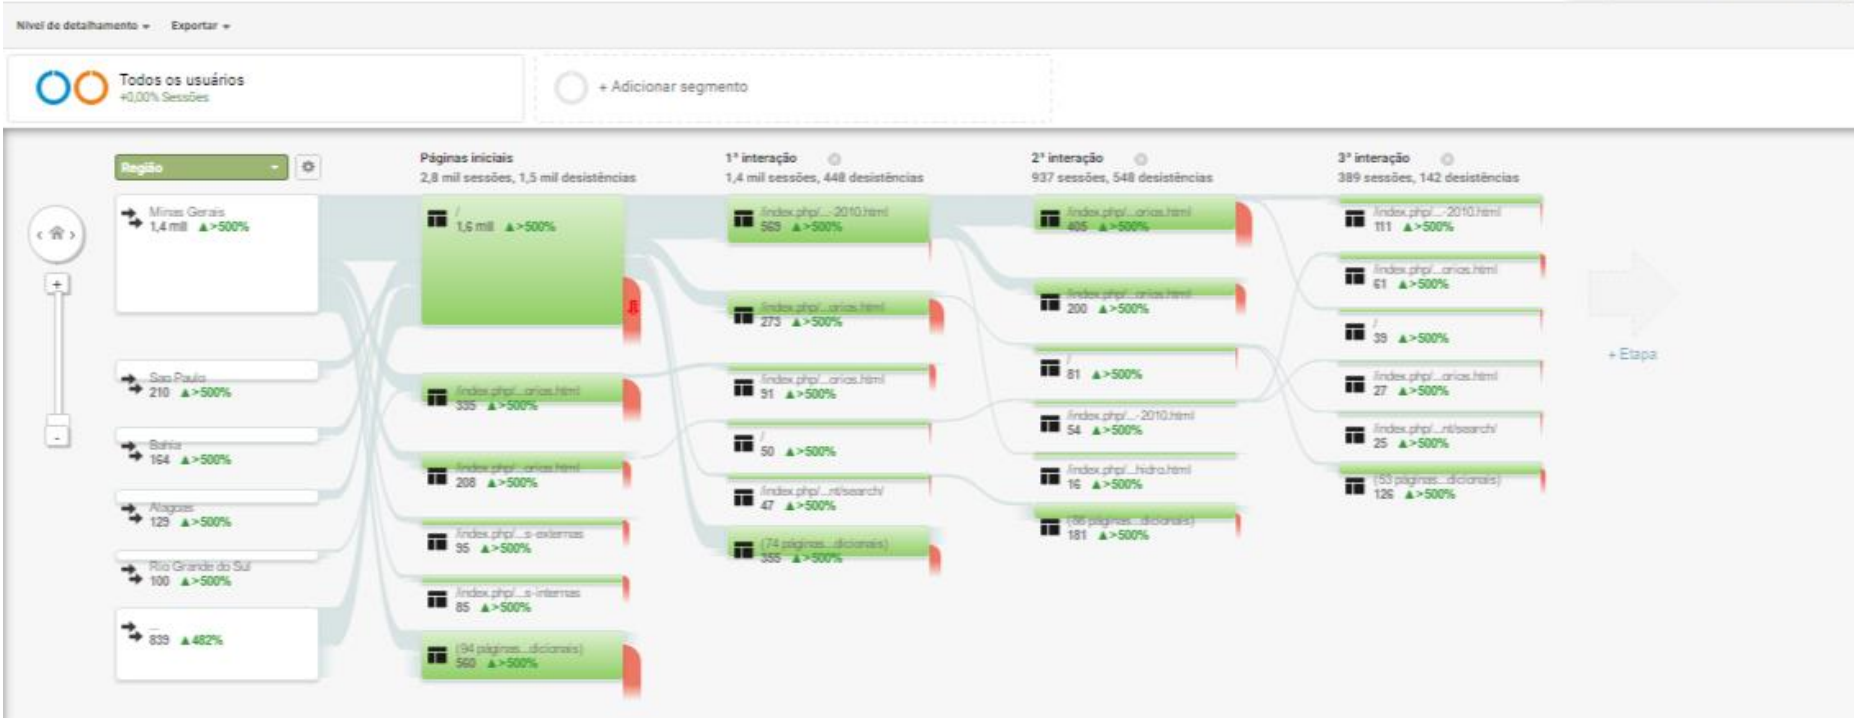 Nível de detalhamento Exportar
Todos os usuários
+0,00% Sessões
+ Adicionar segmento
Região
Minas Gerais
1,4 mil ▲>500%
Sao Paulo
210 ▲>500%
Bahia
164 ▲>500%
Alagoas
129 ▲>500%
Rio Grande do Sul
100 ▲>500%
...
839 ▲482%
Páginas iniciais
2,8 mil sessões, 1,5 mil desistências
/
1,6 mil ▲>500%
/index.php/...orias.html
335 ▲>500%
/index.php/...orias.html
208 ▲>500%
/index.php/...s-externas
95 ▲>500%
/index.php/...s-internas
85 ▲>500%
(94 páginas...dicionais)
560 ▲>500%
1ª interação
1,4 mil sessões, 448 desistências
/index.php/...-2010.html
569 ▲>500%
/index.php/...orias.html
273 ▲>500%
/index.php/...orias.html
91 ▲>500%
/
50 ▲>500%
/index.php/...nt/search/
47 ▲>500%
(74 páginas...dicionais)
355 ▲>500%
2ª interação
937 sessões, 548 desistências
/index.php/...orias.html
405 ▲>500%
/index.php/...orias.html
200 ▲>500%
/
81 ▲>500%
/index.php/...-2010.html
54 ▲>500%
/index.php/...hidro.html
16 ▲>500%
(86 páginas...dicionais)
181 ▲>500%
3ª interação
389 sessões, 142 desistências
/index.php/...-2010.html
111 ▲>500%
/index.php/...orias.html
61 ▲>500%
/
39 ▲>500%
/index.php/...orias.html
27 ▲>500%
/index.php/...nt/search/
25 ▲>500%
(53 páginas...dicionais)
126 ▲>500%
+ Etapa